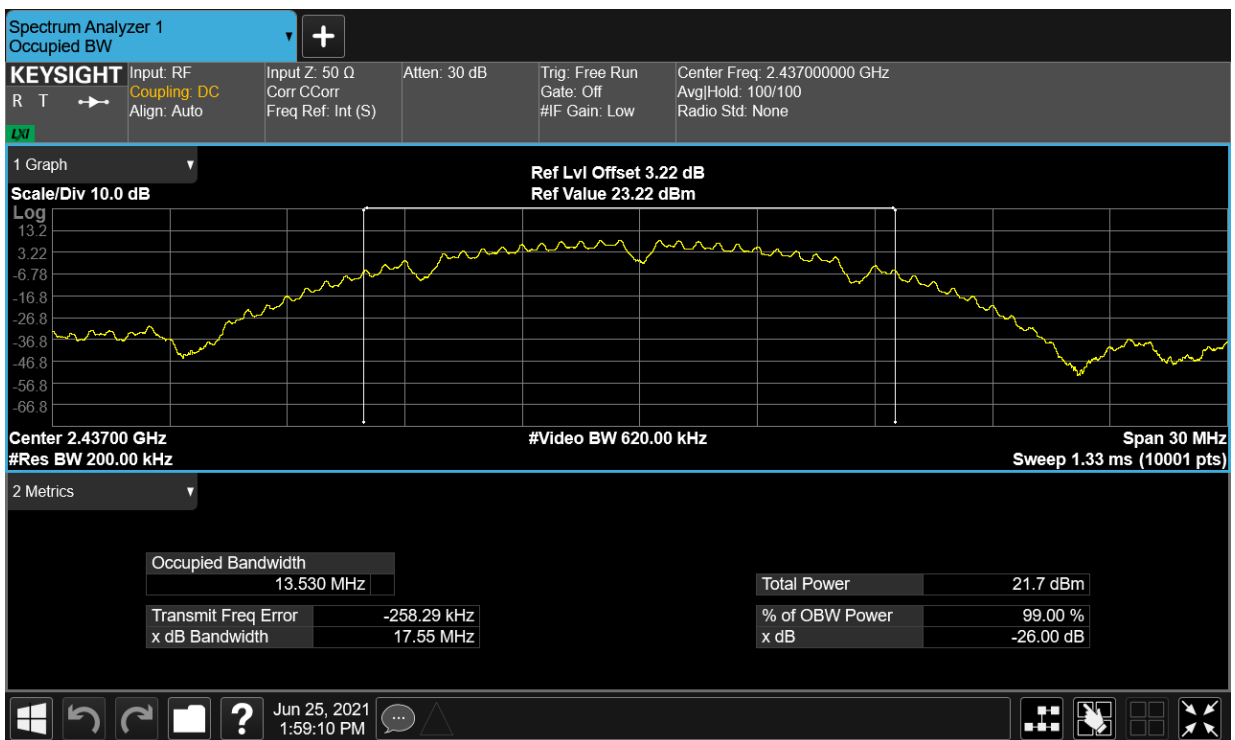 Spectrum Analyzer 1
Occupied BW
▼
+
KEYSIGHT
R T
LXI
Input: RF
Coupling: DC
Align: Auto
Input Z: 50 Ω
Corr CCorr
Freq Ref: Int (S)
Atten: 30 dB
Trig: Free Run
Gate: Off
#IF Gain: Low
Center Freq: 2.437000000 GHz
Avg|Hold: 100/100
Radio Std: None
1 Graph ▼
Scale/Div 10.0 dB
Ref Lvl Offset 3.22 dB
Ref Value 23.22 dBm
Log
13.2
3.22
-6.78
-16.8
-26.8
-36.8
-46.8
-56.8
-66.8
Center 2.43700 GHz
#Res BW 200.00 kHz
#Video BW 620.00 kHz
Span 30 MHz
Sweep 1.33 ms (10001 pts)
2 Metrics ▼
Occupied Bandwidth
13.530 MHz
Transmit Freq Error -258.29 kHz
x dB Bandwidth 17.55 MHz
Total Power 21.7 dBm
% of OBW Power 99.00 %
x dB -26.00 dB
?
Jun 25, 2021
1:59:10 PM